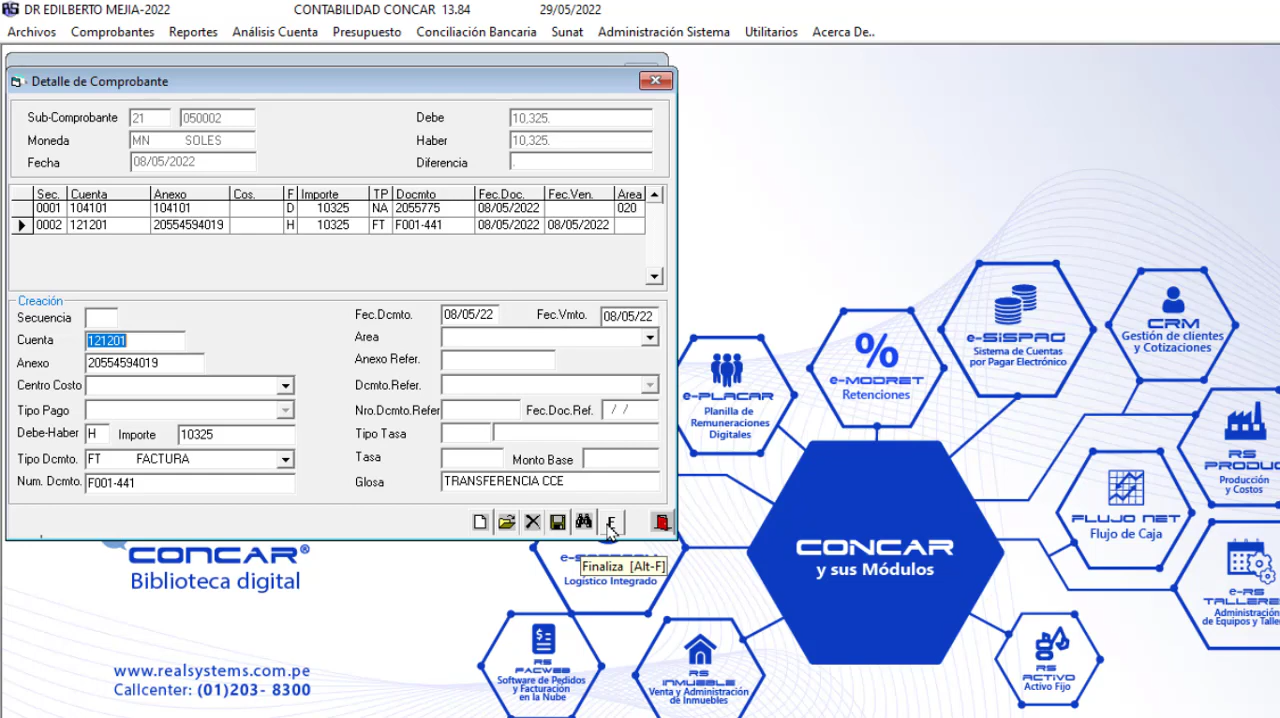 DR EDILBERTO MEJIA-2022 CONTABILIDAD CONCAR 13.84 29/05/2022
Archivos Comprobantes Reportes Análisis Cuenta Presupuesto Conciliación Bancaria Sunat Administración Sistema Utilitarios Acerca De..
Detalle de Comprobante
Sub-Comprobante 21 050002 Debe 10,325.
Moneda MN SOLES Haber 10,325.
Fecha 08/05/2022 Diferencia .
Sec. Cuenta Anexo Cos. F Importe TP Docmto Fec.Doc. Fec.Ven. Area
0001 104101 104101 D 10325 NA 2055775 08/05/2022 020
0002 121201 20554594019 H 10325 FT F001-441 08/05/2022 08/05/2022
Creación
Secuencia Fec.Dcmto. 08/05/22 Fec.Vmto. 08/05/22
Cuenta 121201 Area
Anexo 20554594019 Anexo Refer.
Centro Costo Dcmto.Refer.
Tipo Pago Nro.Dcmto.Refer Fec.Doc.Ref. / /
Debe-Haber H Importe 10325 Tipo Tasa
Tipo Dcmto. FT FACTURA Tasa Monto Base
Num. Dcmto. F001-441 Glosa TRANSFERENCIA CCE
F
Finaliza [Alt-F]
Logístico Integrado
CONCAR®
Biblioteca digital
www.realsystems.com.pe
Callcenter: (01)203- 8300
e-PLACAR
Planilla de
Remuneraciones
Digitales
%
e-MODRET
Retenciones
e-SISPAG
Sistema de Cuentas
por Pagar Electrónico
CRM
Gestión de clientes
y Cotizaciones
RS
Producción
y Costos
FLUJO NET
Flujo de Caja
CONCAR
y sus Módulos
e-RS
Administración
de Equipos y
RS
ACTIVO
Activo Fijo
RS
INMUEBLE
Venta y Administración
de Inmuebles
$
RS
FACWEB
Software de Pedidos
y Facturación
en la Nube